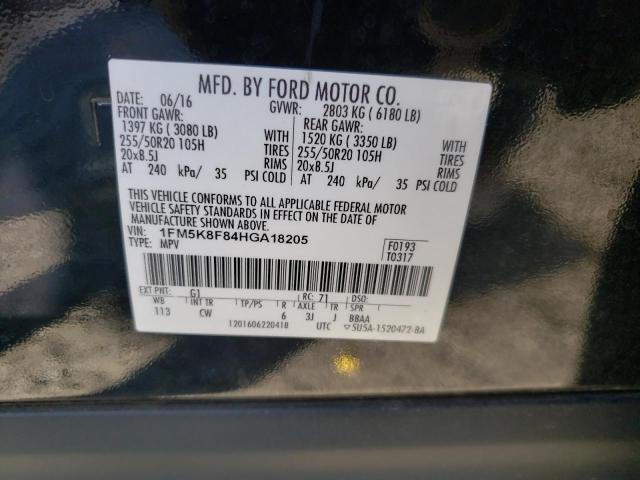 MFD. BY FORD MOTOR CO.
DATE: 06/16 GVWR: 2803 KG ( 6180 LB)
FRONT GAWR: REAR GAWR:
1397 KG ( 3080 LB) 1520 KG ( 3350 LB)
255/50R20 105H TIRES 255/50R20 105H TIRES
20x8.5J RIMS 20x8.5J RIMS
AT 240 kPa/ 35 PSI COLD AT 240 kPa/ 35 PSI COLD
THIS VEHICLE CONFORMS TO ALL APPLICABLE FEDERAL MOTOR
VEHICLE SAFETY STANDARDS IN EFFECT ON THE DATE OF
MANUFACTURE SHOWN ABOVE.
VIN: 1FM5K8F84HGA18205 F0193
TYPE: MPV T0317
EXT PNT: G1 RC: 71 DSO:
WB INT TR TP/PS R AXLE TR SPR
113 CW 6 3J J BBAA
1201606220418 UTC 5U5A-1520472-BA